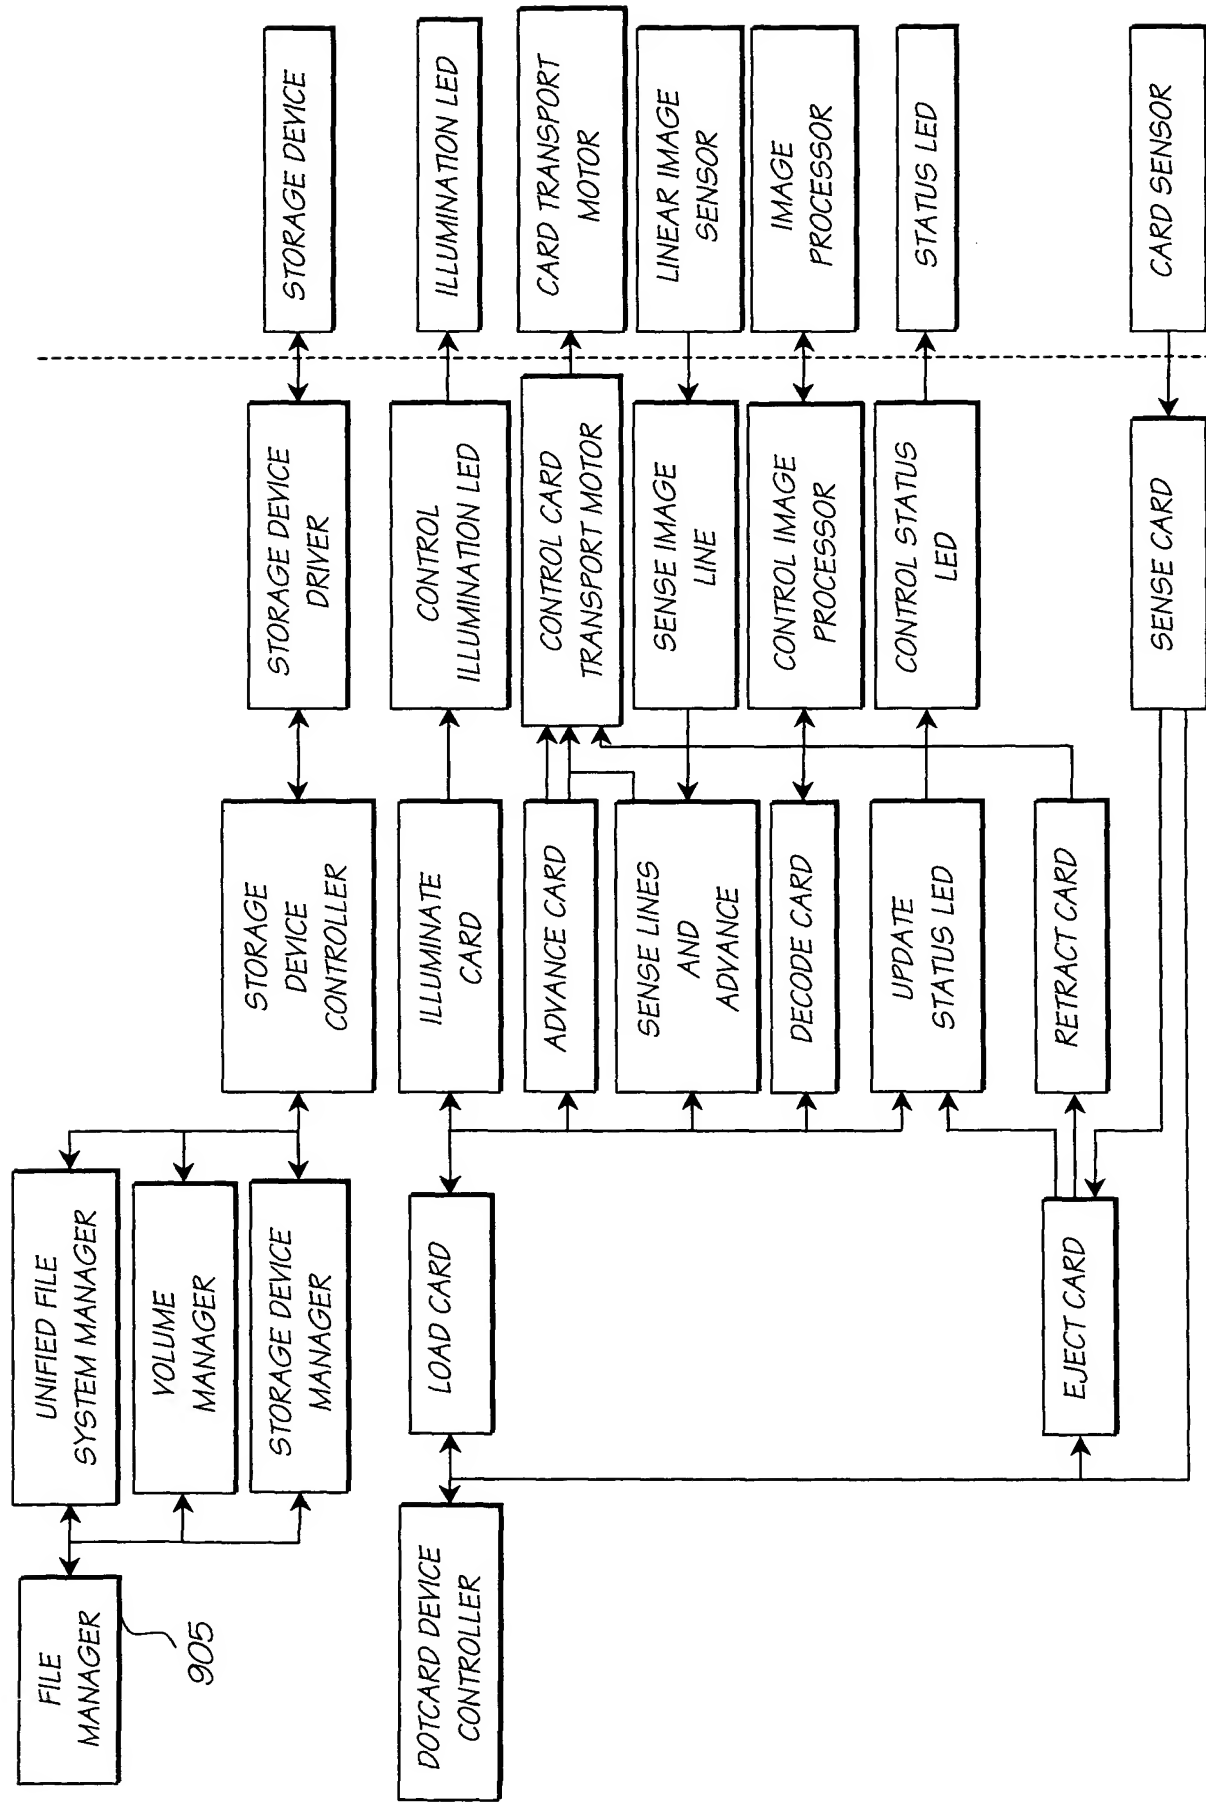 FILE
MANAGER
905
UNIFIED FILE
SYSTEM MANAGER
VOLUME
MANAGER
STORAGE DEVICE
MANAGER
STORAGE
DEVICE
CONTROLLER
STORAGE DEVICE
DRIVER
STORAGE DEVICE
DOTCARD DEVICE
CONTROLLER
LOAD CARD
ILLUMINATE
CARD
CONTROL
ILLUMINATION LED
ILLUMINATION LED
ADVANCE CARD
CONTROL CARD
TRANSPORT MOTOR
CARD TRANSPORT
MOTOR
SENSE LINES
AND
ADVANCE
SENSE IMAGE
LINE
LINEAR IMAGE
SENSOR
DECODE CARD
CONTROL IMAGE
PROCESSOR
IMAGE
PROCESSOR
UPDATE
STATUS LED
CONTROL STATUS
LED
STATUS LED
EJECT CARD
RETRACT CARD
SENSE CARD
CARD SENSOR